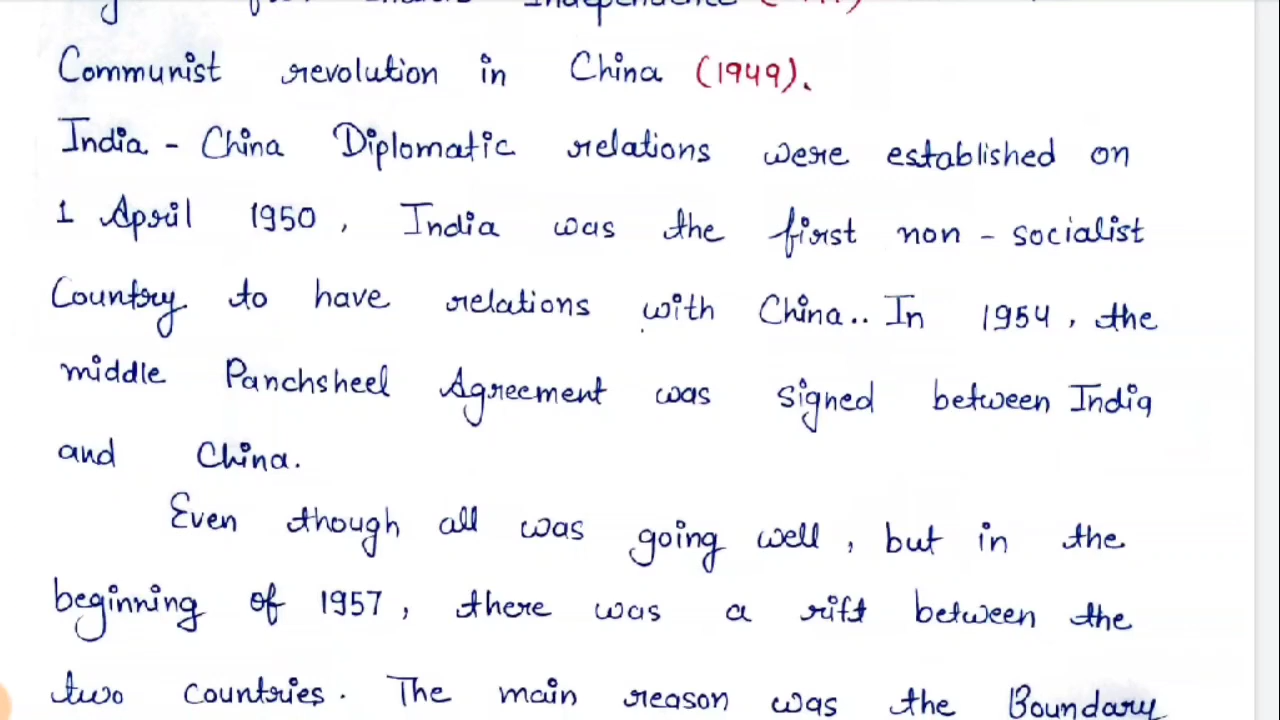 Independence
Communist revolution in China (1949).
India - China Diplomatic relations were established on
1 April 1950, India was the first non - socialist
Country to have relations with China.. In 1954, the
middle Panchsheel Agreement was signed between India
and China.
Even though all was going well, but in the
beginning of 1957, there was a rift between the
two countries. The main reason was the Boundary